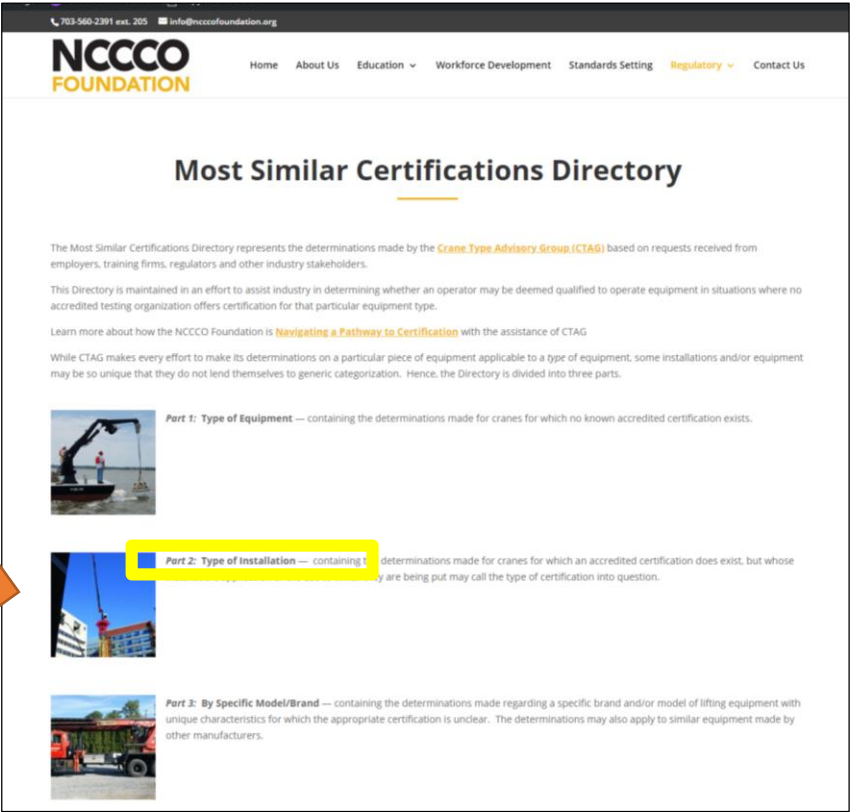 703-560-2391 ext. 205 info@ncccofoundation.org
NCCCO
FOUNDATION
Home About Us Education Workforce Development Standards Setting Regulatory Contact Us
Most Similar Certifications Directory
The Most Similar Certifications Directory represents the determinations made by the Crane Type Advisory Group (CTAG) based on requests received from
employers, training firms, regulators and other industry stakeholders.
This Directory is maintained in an effort to assist industry in determining whether an operator may be deemed qualified to operate equipment in situations where no
accredited testing organization offers certification for that particular equipment type.
Learn more about how the NCCCO Foundation is Navigating a Pathway to Certification with the assistance of CTAG
While CTAG makes every effort to make its determinations on a particular piece of equipment applicable to a type of equipment, some installations and/or equipment
may be so unique that they do not lend themselves to generic categorization. Hence, the Directory is divided into three parts.
Part 1: Type of Equipment — containing the determinations made for cranes for which no known accredited certification exists.
Part 2: Type of Installation — containing determinations made for cranes for which an accredited certification does exist, but whose
are being put may call the type of certification into question.
Part 3: By Specific Model/Brand — containing the determinations made regarding a specific brand and/or model of lifting equipment with
unique characteristics for which the appropriate certification is unclear. The determinations may also apply to similar equipment made by
other manufacturers.